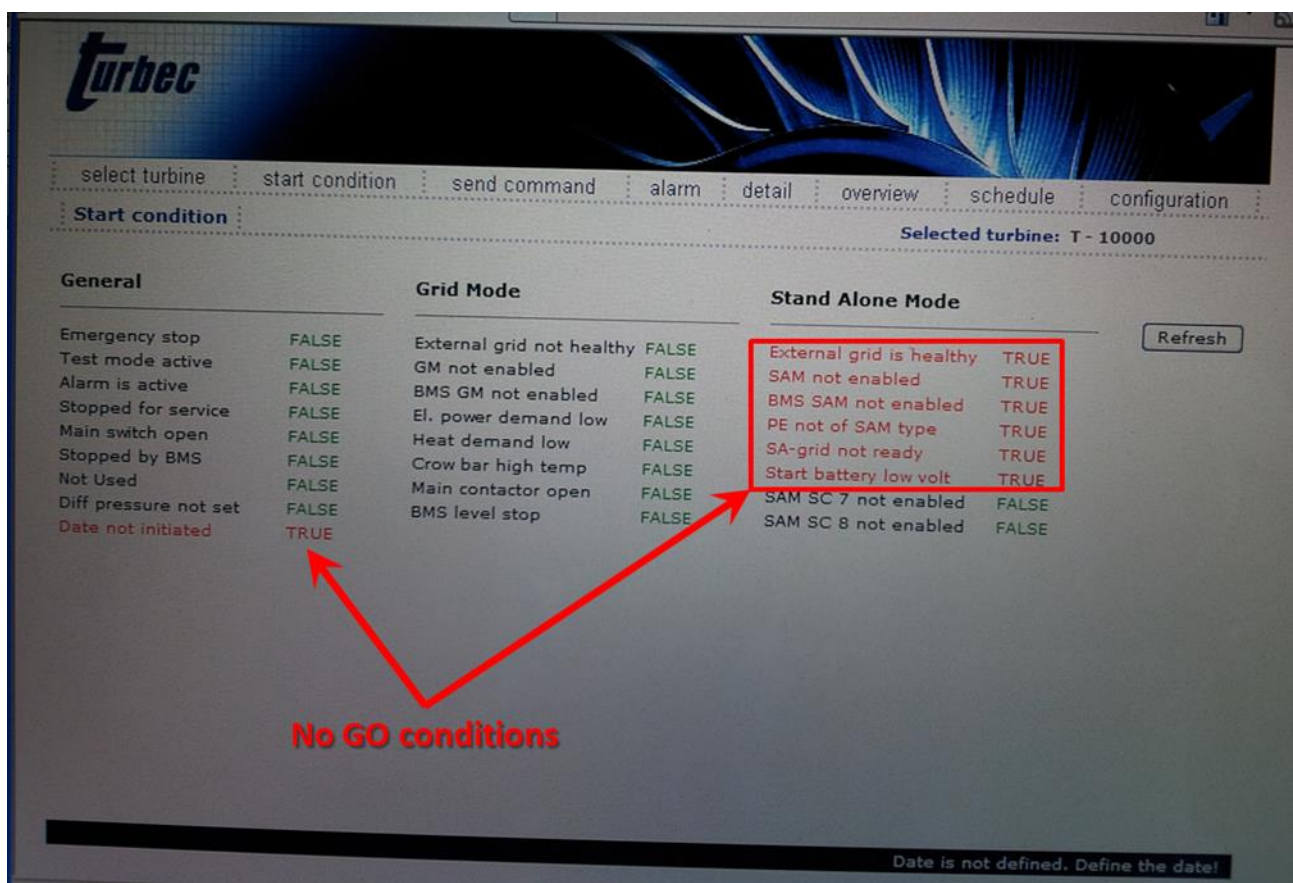 turbec
select turbine start condition send command alarm detail overview schedule configuration
Start condition
Selected turbine: T - 10000
General
Emergency stop FALSE
Test mode active FALSE
Alarm is active FALSE
Stopped for service FALSE
Main switch open FALSE
Stopped by BMS FALSE
Not Used FALSE
Diff pressure not set FALSE
Date not initiated TRUE
Grid Mode
External grid not healthy FALSE
GM not enabled FALSE
BMS GM not enabled FALSE
El. power demand low FALSE
Heat demand low FALSE
Crow bar high temp FALSE
Main contactor open FALSE
BMS level stop FALSE
Stand Alone Mode
External grid is healthy TRUE
SAM not enabled TRUE
BMS SAM not enabled TRUE
PE not of SAM type TRUE
SA-grid not ready TRUE
Start battery low volt TRUE
SAM SC 7 not enabled FALSE
SAM SC 8 not enabled FALSE
Refresh
No GO conditions
Date is not defined. Define the date!